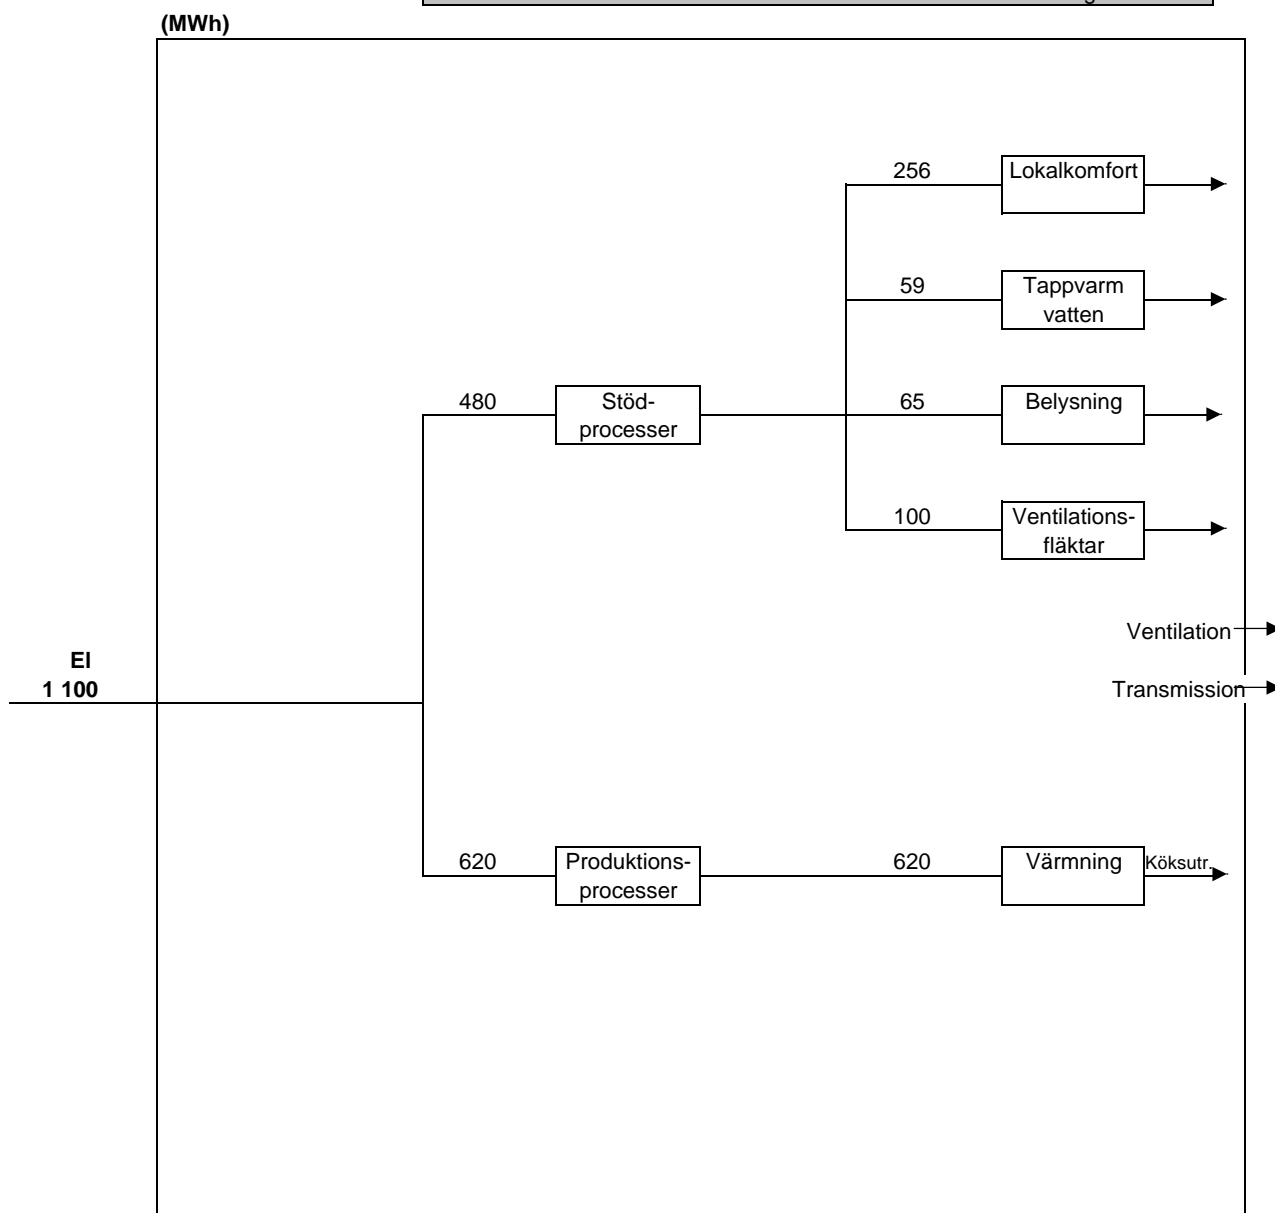 (MWh)
256
Lokalkomfort
59
Tappvarm
vatten
480
Stöd-
processer
65
Belysning
100
Ventilations-
fläktar
Ventilation
El
1 100
Transmission
620
Produktions-
processer
620
Värmning
Köksutr.